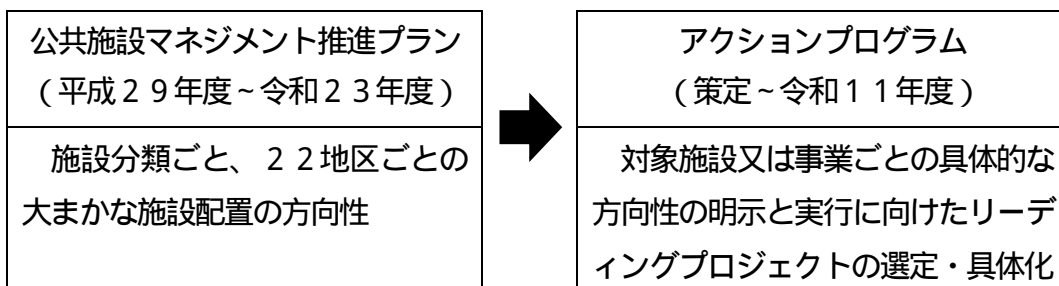 公共施設マネジメント推進プラン
（平成２９年度～令和２３年度）
施設分類ごと、２２地区ごとの
大まかな施設配置の方向性
アクションプログラム
（策定～令和１１年度）
対象施設又は事業ごとの具体的な
方向性の明示と実行に向けたリーデ
ィングプロジェクトの選定・具体化